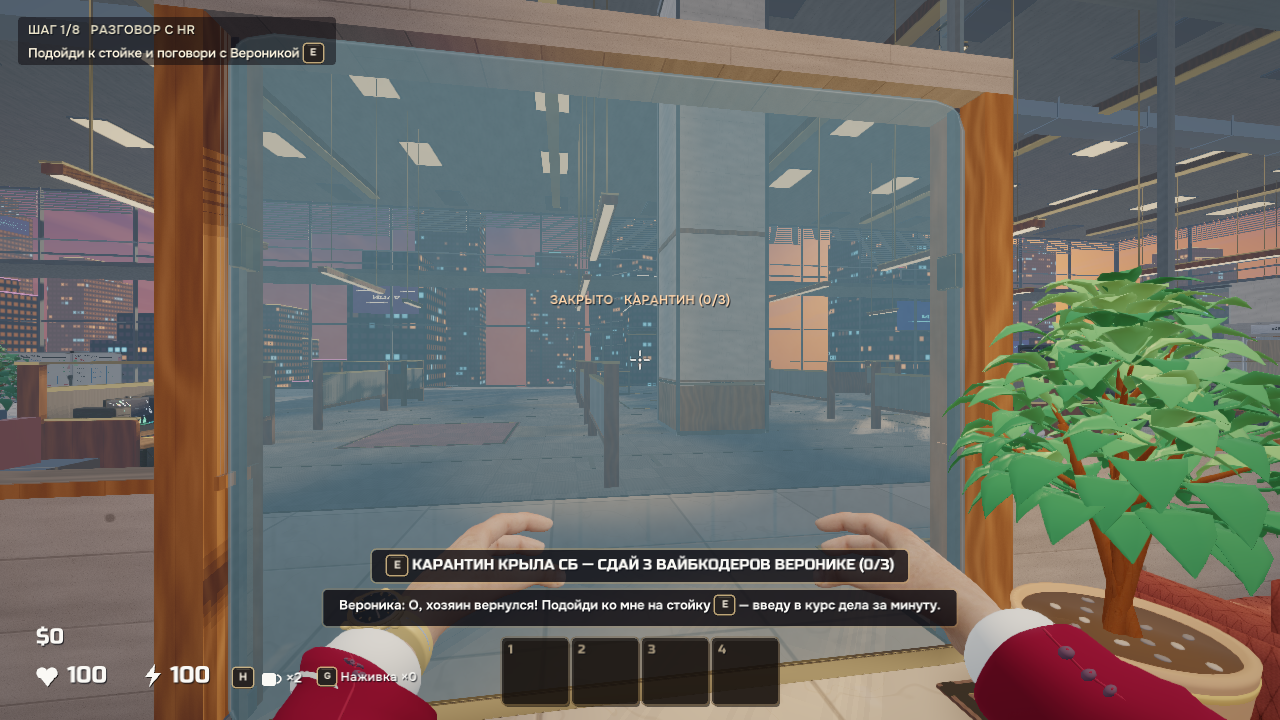 ШАГ 1/8 РАЗГОВОР С HR
Подойди к стойке и поговори с Вероникой E
ЗАКРЫТО КАРАНТИН (0/3)
E КАРАНТИН КРЫЛА СБ — СДАЙ 3 ВАЙБКОДЕРОВ ВЕРОНИКЕ (0/3)
Вероника: О, хозяин вернулся! Подойди ко мне на стойку E — введу в курс дела за минуту.
$0
100 100 H ×2 G Наживка ×0
1 2 3 4